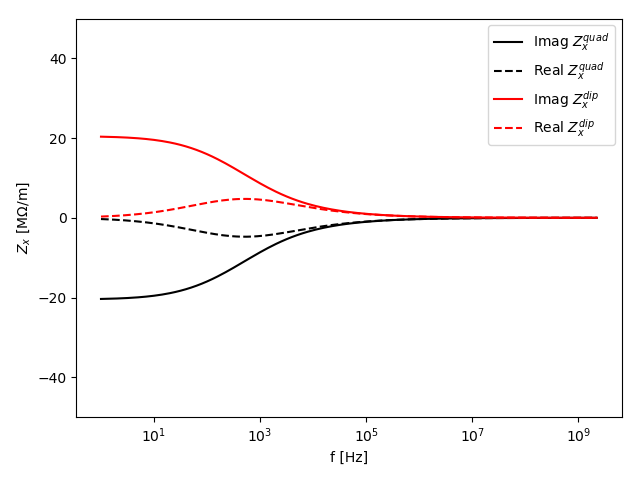 Imag $Z_x^{quad}$
Real $Z_x^{quad}$
Imag $Z_x^{dip}$
Real $Z_x^{dip}$
40
20
0
−20
−40
$Z_x$ [MΩ/m]
$10^1$ $10^3$ $10^5$ $10^7$ $10^9$
f [Hz]